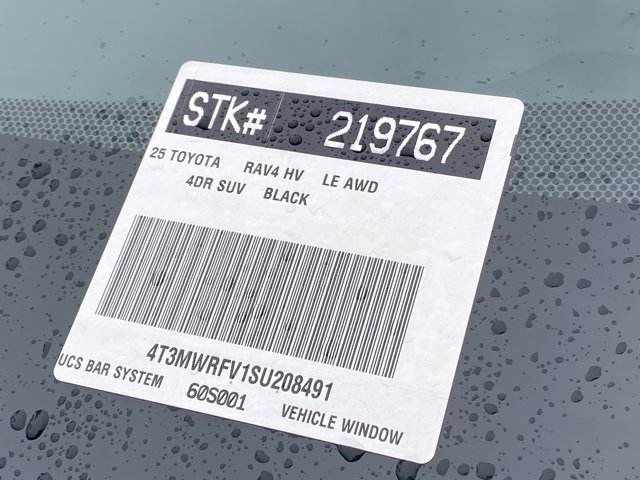 STK# 219767
25 TOYOTA RAV4 HV LE AWD
4DR SUV BLACK
4T3MWRFV1SU208491
UCS BAR SYSTEM 60S001 VEHICLE WINDOW